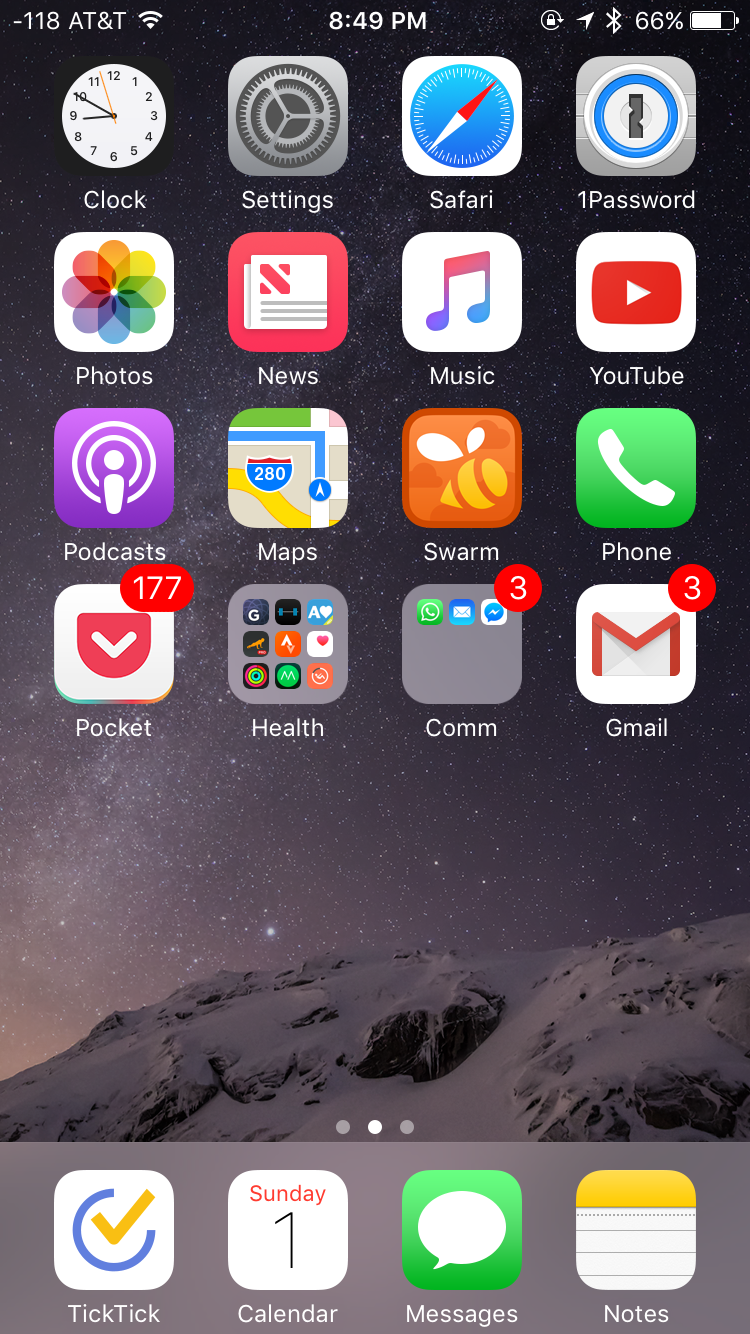 -118 AT&T 8:49 PM 66%
12
11 1
10 2
9 3
8 4
7 5
6
Clock Settings Safari 1Password
Photos News Music YouTube
280
Podcasts Maps Swarm Phone
177 3 3
G A
Pocket Health Comm Gmail
Sunday
1
TickTick Calendar Messages Notes